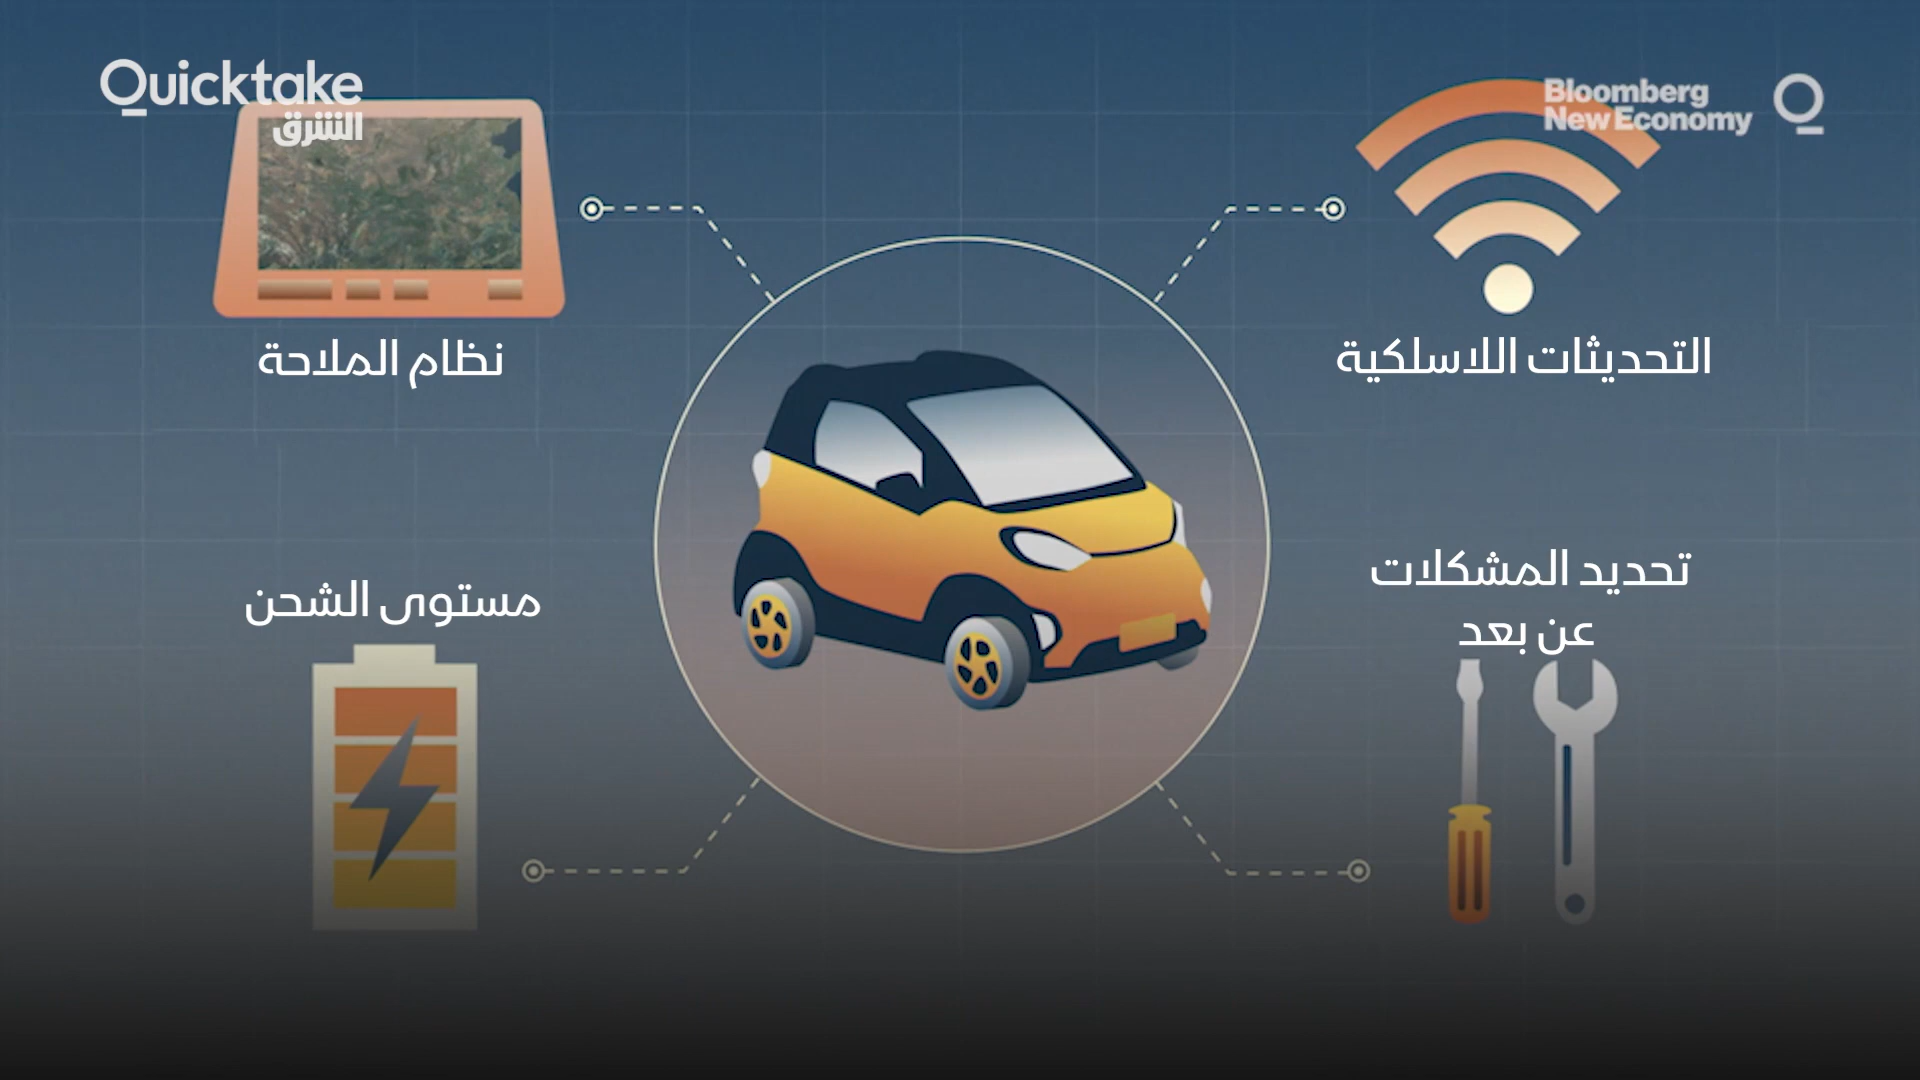 Quicktake
الشرق
Bloomberg
New Economy
التحديثات اللاسلكية
نظام الملاحة
تحديد المشكلات
عن بعد
مستوى الشحن